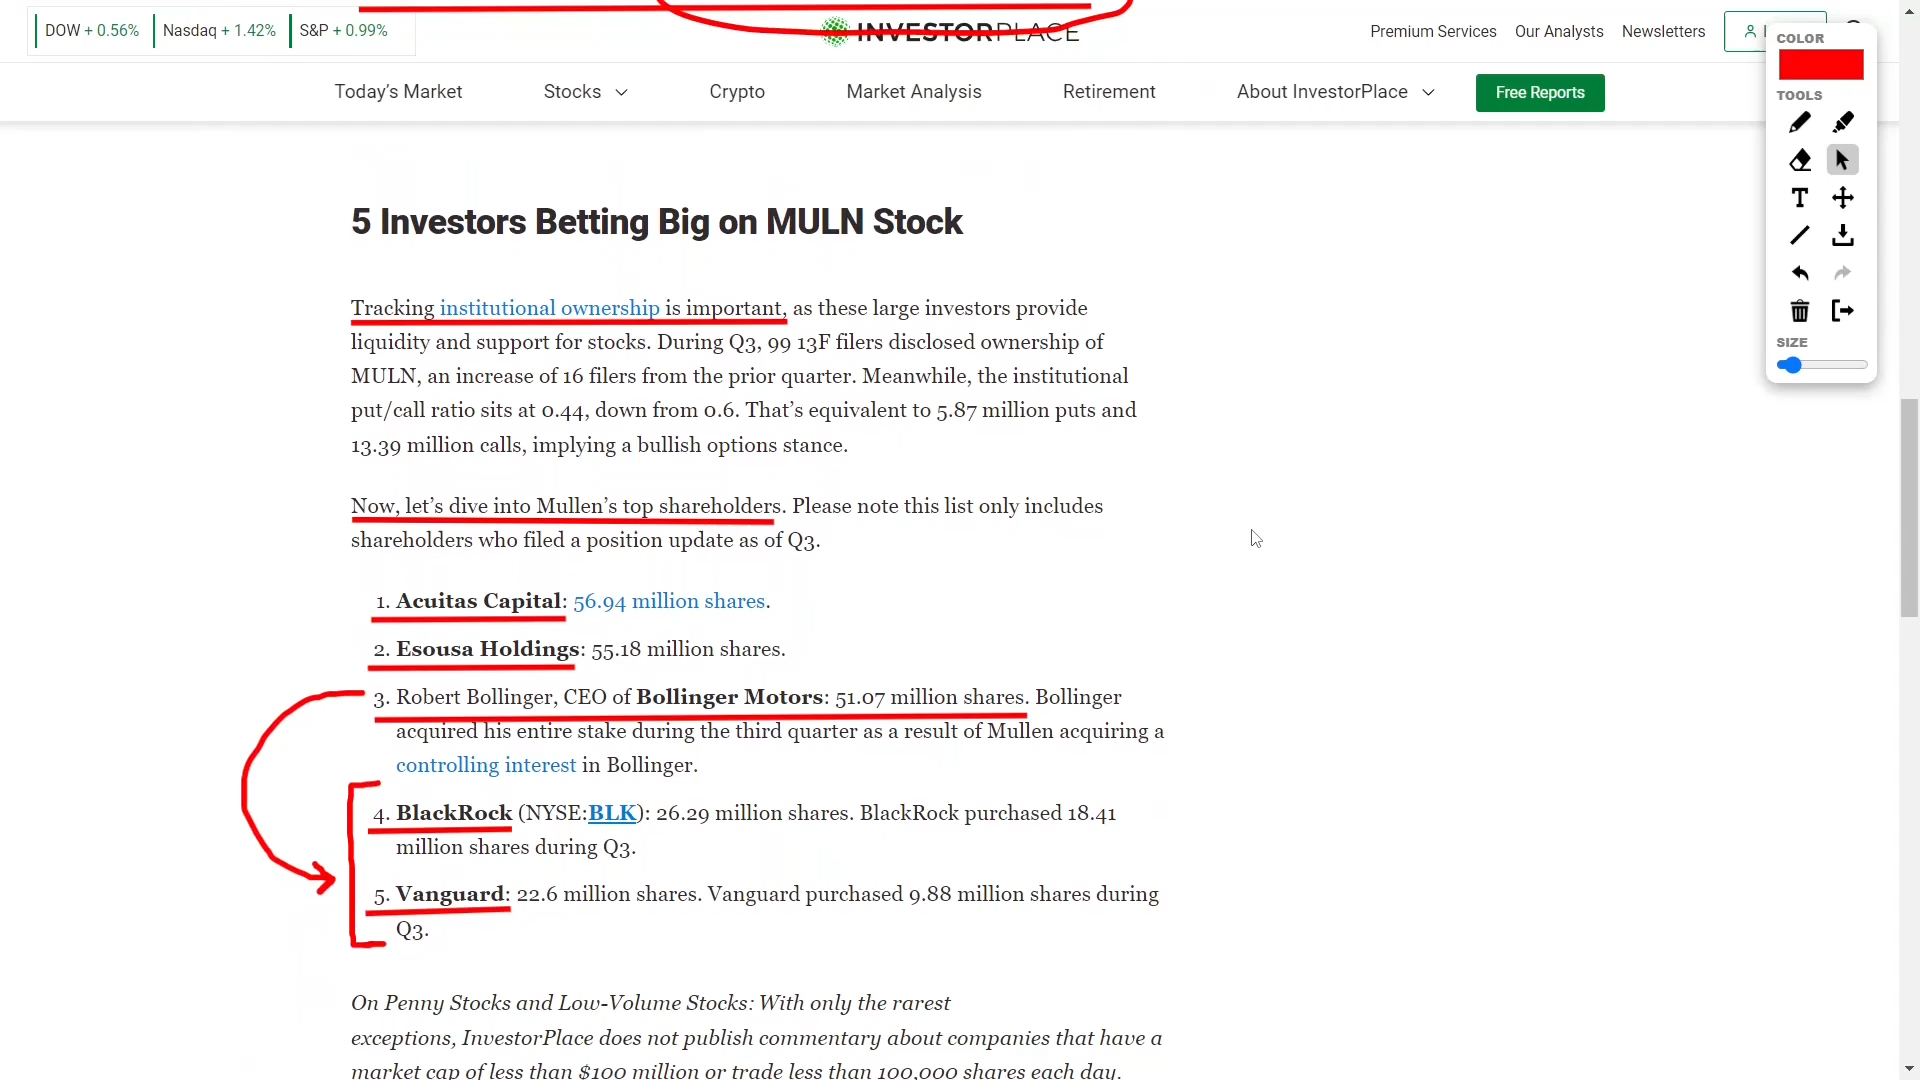 DOW + 0.56%
Nasdaq + 1.42%
S&P + 0.99%
INVESTORPLACE
Premium Services
Our Analysts
Newsletters
COLOR
TOOLS
SIZE
Today's Market
Stocks
Crypto
Market Analysis
Retirement
About InvestorPlace
Free Reports
5 Investors Betting Big on MULN Stock
Tracking institutional ownership is important, as these large investors provide
liquidity and support for stocks. During Q3, 99 13F filers disclosed ownership of
MULN, an increase of 16 filers from the prior quarter. Meanwhile, the institutional
put/call ratio sits at 0.44, down from 0.6. That's equivalent to 5.87 million puts and
13.39 million calls, implying a bullish options stance.
Now, let's dive into Mullen's top shareholders. Please note this list only includes
shareholders who filed a position update as of Q3.
1. Acuitas Capital: 56.94 million shares.
2. Esousa Holdings: 55.18 million shares.
3. Robert Bollinger, CEO of Bollinger Motors: 51.07 million shares. Bollinger
acquired his entire stake during the third quarter as a result of Mullen acquiring a
controlling interest in Bollinger.
4. BlackRock (NYSE:BLK): 26.29 million shares. BlackRock purchased 18.41
million shares during Q3.
5. Vanguard: 22.6 million shares. Vanguard purchased 9.88 million shares during
Q3.
On Penny Stocks and Low-Volume Stocks: With only the rarest
exceptions, InvestorPlace does not publish commentary about companies that have a
market cap of less than $100 million or trade less than 100,000 shares each day.